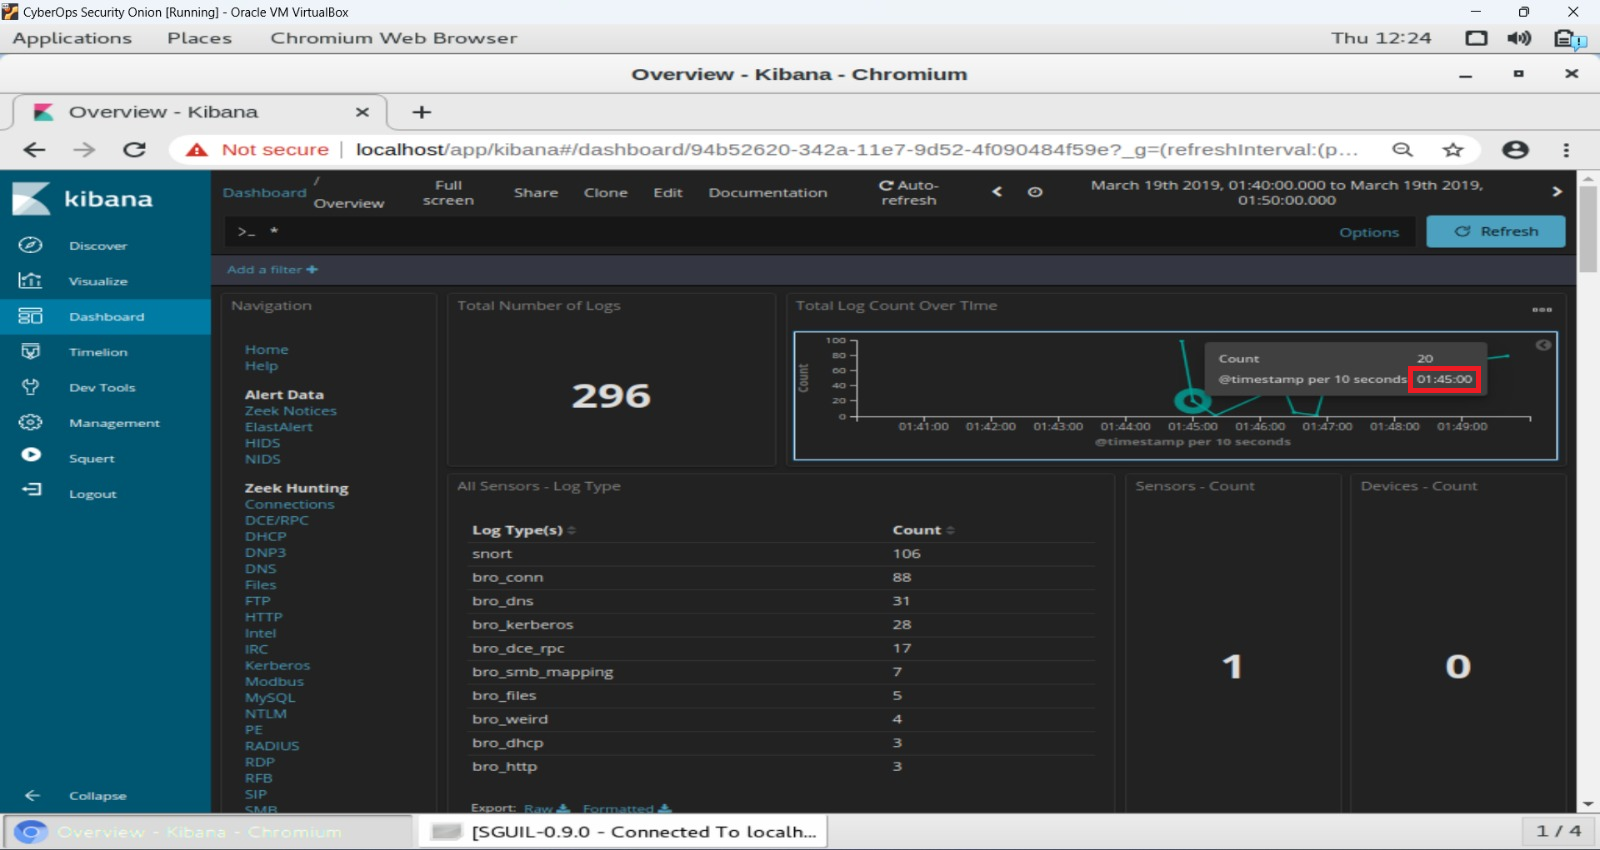 CyberOps Security Onion [Running] - Oracle VM VirtualBox
Applications Places Chromium Web Browser Thu 12:24
Overview - Kibana - Chromium
Overview - Kibana
Not secure | localhost/app/kibana#/dashboard/94b52620-342a-11e7-9d52-4f090484f59e?_g=(refreshInterval:(p...
kibana
Discover
Visualize
Dashboard
Timelion
Dev Tools
Management
Squert
Logout
Collapse
Dashboard / Overview
Full screen
Share
Clone
Edit
Documentation
Auto-refresh
March 19th 2019, 01:40:00.000 to March 19th 2019,
01:50:00.000
>_ *
Options
Refresh
Add a filter +
Navigation
Home
Help
Alert Data
Zeek Notices
ElastAlert
HIDS
NIDS
Zeek Hunting
Connections
DCE/RPC
DHCP
DNP3
DNS
Files
FTP
HTTP
Intel
IRC
Kerberos
Modbus
MySQL
NTLM
PE
RADIUS
RDP
RFB
SIP
SMB
Total Number of Logs
296
Total Log Count Over TIme
Count
100
80
60
40
20
0
01:41:00 01:42:00 01:43:00 01:44:00 01:45:00 01:46:00 01:47:00 01:48:00 01:49:00
@timestamp per 10 seconds
Count 20
@timestamp per 10 seconds 01:45:00
All Sensors - Log Type
Log Type(s) Count
snort 106
bro_conn 88
bro_dns 31
bro_kerberos 28
bro_dce_rpc 17
bro_smb_mapping 7
bro_files 5
bro_weird 4
bro_dhcp 3
bro_http 3
Export: Raw Formatted
Sensors - Count
1
Devices - Count
0
Overview - Kibana - Chromium
[SGUIL-0.9.0 - Connected To localh...
1 / 4